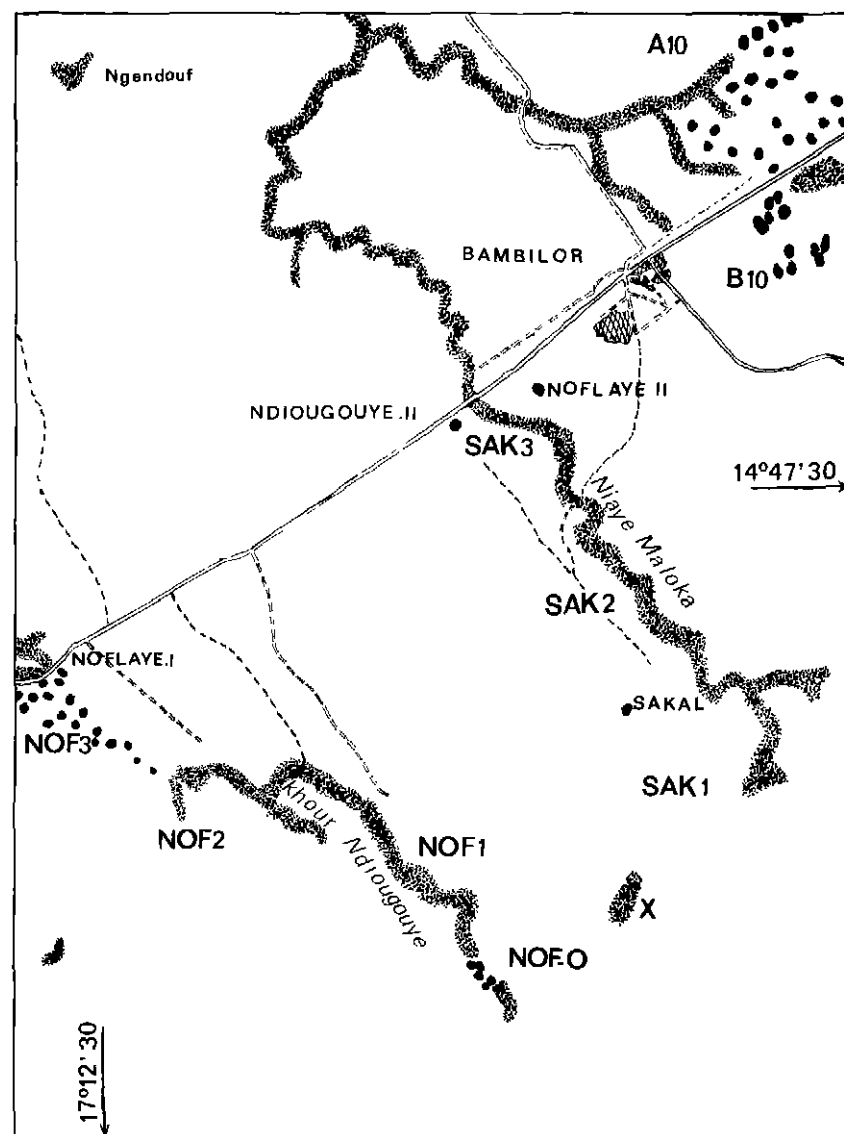 A10
Ngendouf
BAMBILOR
B10
NOFLAYE II
NDIOUGOUYE.II
SAK3
14°47'30
Niaye Maloka
SAK2
NOFLAYE.I
SAKAL
NOF3
SAK1
NOF2
khour Ndiougouye
NOF1
X
NOF-O
17°12'30